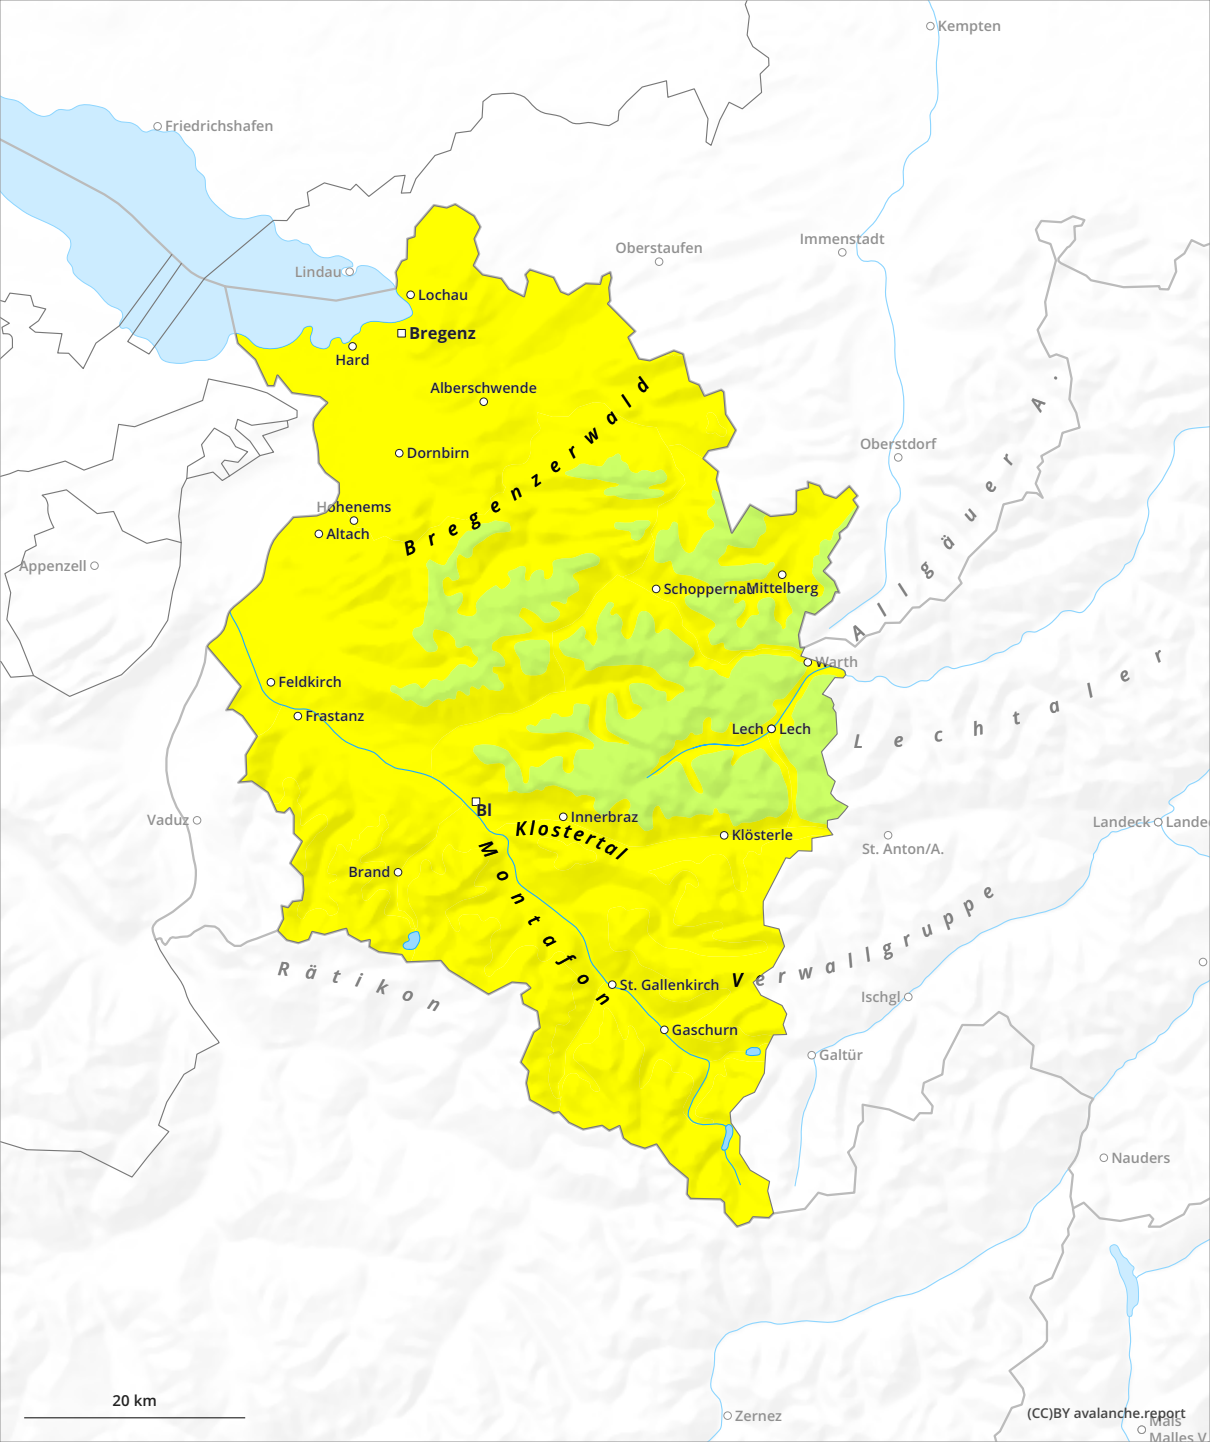 Kempten
Friedrichshafen
Immenstadt
Oberstaufen
Lindau
Lochau
Bregenz
Hard
Alberschwende
Bregenzerwald
Allgäuer A.
Oberstdorf
Dornbirn
Hohenems
Altach
Appenzell
Schoppernau
Mittelberg
Warth
Lechtaler
Feldkirch
Frastanz
Lech
Lech
Bl
Vaduz
Innerbraz
Klostertal
Klösterle
Landeck
St. Anton/A.
Brand
Montafon
Verwallgruppe
Rätikon
St. Gallenkirch
Ischgl
Gaschurn
Galtür
Nauders
20 km
(CC)BY avalanche.report
Zernez
Mals
Malles V